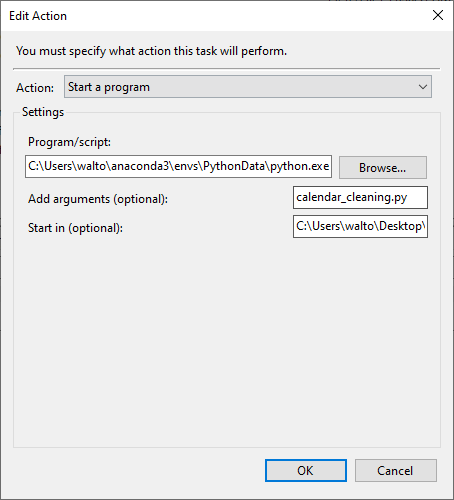 Edit Action
You must specify what action this task will perform.
Action: Start a program
Settings
Program/script:
C:\Users\walto\anaconda3\envs\PythonData\python.exe Browse...
Add arguments (optional): calendar_cleaning.py
Start in (optional): C:\Users\walto\Desktop\
OK Cancel